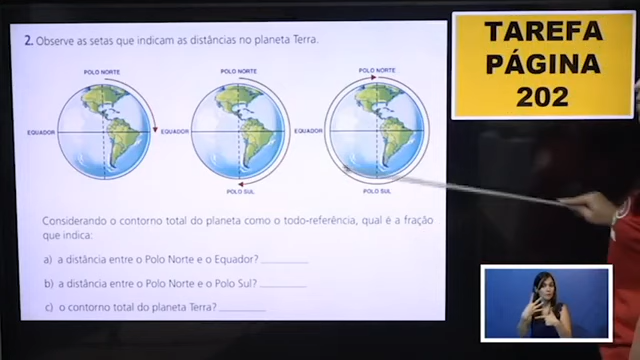 2. Observe as setas que indicam as distâncias no planeta Terra.
POLO NORTE
POLO NORTE
POLO NORTE
EQUADOR
EQUADOR
EQUADOR
POLO SUL
POLO SUL
Considerando o contorno total do planeta como o todo-referência, qual é a fração
que indica:
a) a distância entre o Polo Norte e o Equador?
b) a distância entre o Polo Norte e o Polo Sul?
c) o contorno total do planeta Terra?
TAREFA
PÁGINA
202